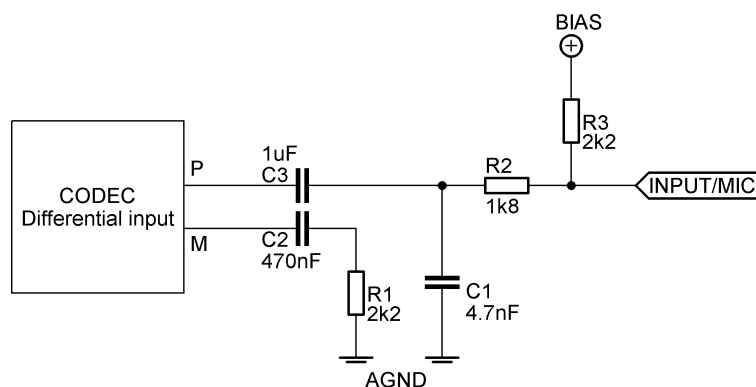 BIAS
R3
2k2
1uF
C3
P
R2
1k8
INPUT/MIC
CODEC
Differential input
M
C2
470nF
R1
2k2
C1
4.7nF
AGND